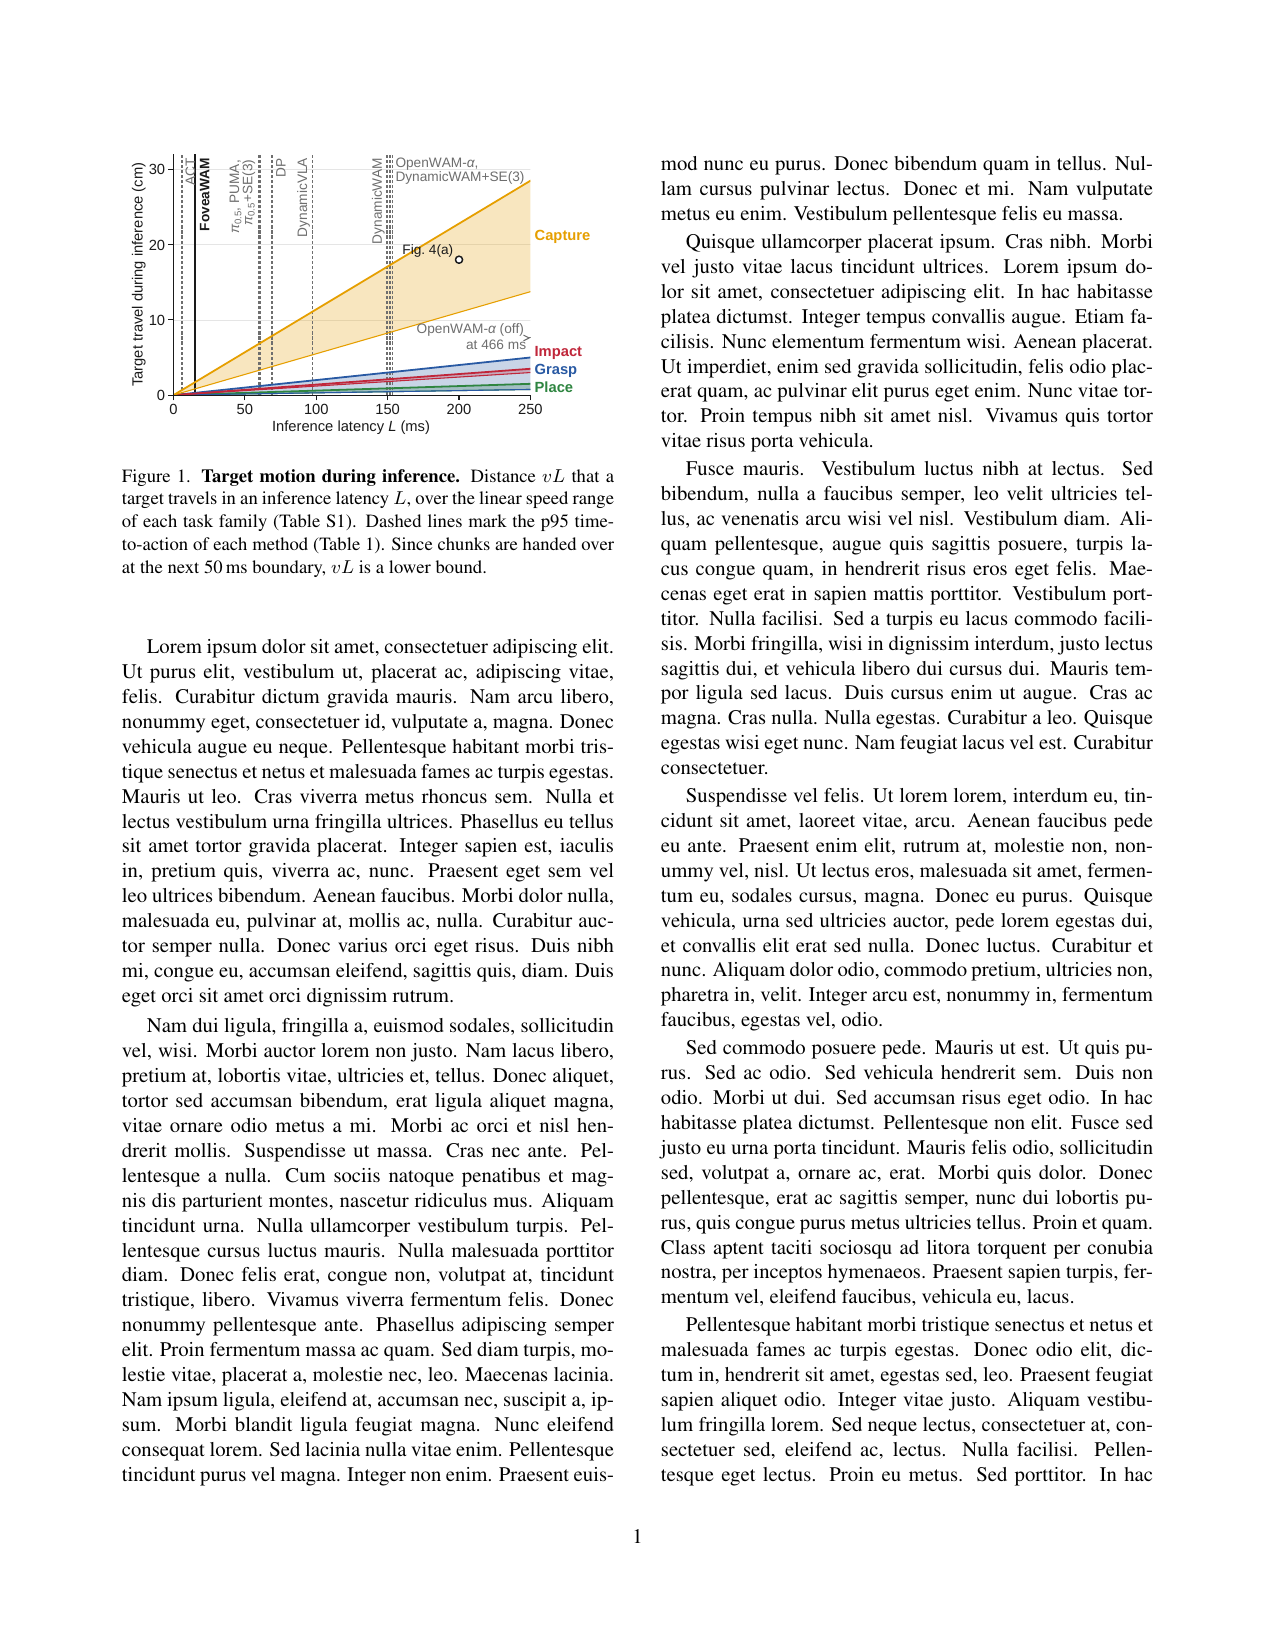 Target travel during inference (cm)
30
20
10
0
ACT
FoveaWAM
π0.5, PUMA,
π0.5+SE(3)
DP
DynamicVLA
DynamicWAM
OpenWAM-α,
DynamicWAM+SE(3)
Fig. 4(a)
Capture
OpenWAM-α (off)
at 466 ms
Impact
Grasp
Place
0 50 100 150 200 250
Inference latency L (ms)
Figure 1. Target motion during inference. Distance vL that a
target travels in an inference latency L, over the linear speed range
of each task family (Table S1). Dashed lines mark the p95 time-
to-action of each method (Table 1). Since chunks are handed over
at the next 50 ms boundary, vL is a lower bound.
Lorem ipsum dolor sit amet, consectetuer adipiscing elit.
Ut purus elit, vestibulum ut, placerat ac, adipiscing vitae,
felis. Curabitur dictum gravida mauris. Nam arcu libero,
nonummy eget, consectetuer id, vulputate a, magna. Donec
vehicula augue eu neque. Pellentesque habitant morbi tris-
tique senectus et netus et malesuada fames ac turpis egestas.
Mauris ut leo. Cras viverra metus rhoncus sem. Nulla et
lectus vestibulum urna fringilla ultrices. Phasellus eu tellus
sit amet tortor gravida placerat. Integer sapien est, iaculis
in, pretium quis, viverra ac, nunc. Praesent eget sem vel
leo ultrices bibendum. Aenean faucibus. Morbi dolor nulla,
malesuada eu, pulvinar at, mollis ac, nulla. Curabitur auc-
tor semper nulla. Donec varius orci eget risus. Duis nibh
mi, congue eu, accumsan eleifend, sagittis quis, diam. Duis
eget orci sit amet orci dignissim rutrum.
Nam dui ligula, fringilla a, euismod sodales, sollicitudin
vel, wisi. Morbi auctor lorem non justo. Nam lacus libero,
pretium at, lobortis vitae, ultricies et, tellus. Donec aliquet,
tortor sed accumsan bibendum, erat ligula aliquet magna,
vitae ornare odio metus a mi. Morbi ac orci et nisl hen-
drerit mollis. Suspendisse ut massa. Cras nec ante. Pel-
lentesque a nulla. Cum sociis natoque penatibus et mag-
nis dis parturient montes, nascetur ridiculus mus. Aliquam
tincidunt urna. Nulla ullamcorper vestibulum turpis. Pel-
lentesque cursus luctus mauris. Nulla malesuada porttitor
diam. Donec felis erat, congue non, volutpat at, tincidunt
tristique, libero. Vivamus viverra fermentum felis. Donec
nonummy pellentesque ante. Phasellus adipiscing semper
elit. Proin fermentum massa ac quam. Sed diam turpis, mo-
lestie vitae, placerat a, molestie nec, leo. Maecenas lacinia.
Nam ipsum ligula, eleifend at, accumsan nec, suscipit a, ip-
sum. Morbi blandit ligula feugiat magna. Nunc eleifend
consequat lorem. Sed lacinia nulla vitae enim. Pellentesque
tincidunt purus vel magna. Integer non enim. Praesent euis-
mod nunc eu purus. Donec bibendum quam in tellus. Nul-
lam cursus pulvinar lectus. Donec et mi. Nam vulputate
metus eu enim. Vestibulum pellentesque felis eu massa.
Quisque ullamcorper placerat ipsum. Cras nibh. Morbi
vel justo vitae lacus tincidunt ultrices. Lorem ipsum do-
lor sit amet, consectetuer adipiscing elit. In hac habitasse
platea dictumst. Integer tempus convallis augue. Etiam fa-
cilisis. Nunc elementum fermentum wisi. Aenean placerat.
Ut imperdiet, enim sed gravida sollicitudin, felis odio plac-
erat quam, ac pulvinar elit purus eget enim. Nunc vitae tor-
tor. Proin tempus nibh sit amet nisl. Vivamus quis tortor
vitae risus porta vehicula.
Fusce mauris. Vestibulum luctus nibh at lectus. Sed
bibendum, nulla a faucibus semper, leo velit ultricies tel-
lus, ac venenatis arcu wisi vel nisl. Vestibulum diam. Ali-
quam pellentesque, augue quis sagittis posuere, turpis la-
cus congue quam, in hendrerit risus eros eget felis. Mae-
cenas eget erat in sapien mattis porttitor. Vestibulum port-
titor. Nulla facilisi. Sed a turpis eu lacus commodo facili-
sis. Morbi fringilla, wisi in dignissim interdum, justo lectus
sagittis dui, et vehicula libero dui cursus dui. Mauris tem-
por ligula sed lacus. Duis cursus enim ut augue. Cras ac
magna. Cras nulla. Nulla egestas. Curabitur a leo. Quisque
egestas wisi eget nunc. Nam feugiat lacus vel est. Curabitur
consectetuer.
Suspendisse vel felis. Ut lorem lorem, interdum eu, tin-
cidunt sit amet, laoreet vitae, arcu. Aenean faucibus pede
eu ante. Praesent enim elit, rutrum at, molestie non, non-
ummy vel, nisl. Ut lectus eros, malesuada sit amet, fermen-
tum eu, sodales cursus, magna. Donec eu purus. Quisque
vehicula, urna sed ultricies auctor, pede lorem egestas dui,
et convallis elit erat sed nulla. Donec luctus. Curabitur et
nunc. Aliquam dolor odio, commodo pretium, ultricies non,
pharetra in, velit. Integer arcu est, nonummy in, fermentum
faucibus, egestas vel, odio.
Sed commodo posuere pede. Mauris ut est. Ut quis pu-
rus. Sed ac odio. Sed vehicula hendrerit sem. Duis non
odio. Morbi ut dui. Sed accumsan risus eget odio. In hac
habitasse platea dictumst. Pellentesque non elit. Fusce sed
justo eu urna porta tincidunt. Mauris felis odio, sollicitudin
sed, volutpat a, ornare ac, erat. Morbi quis dolor. Donec
pellentesque, erat ac sagittis semper, nunc dui lobortis pu-
rus, quis congue purus metus ultricies tellus. Proin et quam.
Class aptent taciti sociosqu ad litora torquent per conubia
nostra, per inceptos hymenaeos. Praesent sapien turpis, fer-
mentum vel, eleifend faucibus, vehicula eu, lacus.
Pellentesque habitant morbi tristique senectus et netus et
malesuada fames ac turpis egestas. Donec odio elit, dic-
tum in, hendrerit sit amet, egestas sed, leo. Praesent feugiat
sapien aliquet odio. Integer vitae justo. Aliquam vestibu-
lum fringilla lorem. Sed neque lectus, consectetuer at, con-
sectetuer sed, eleifend ac, lectus. Nulla facilisi. Pellen-
tesque eget lectus. Proin eu metus. Sed porttitor. In hac
1